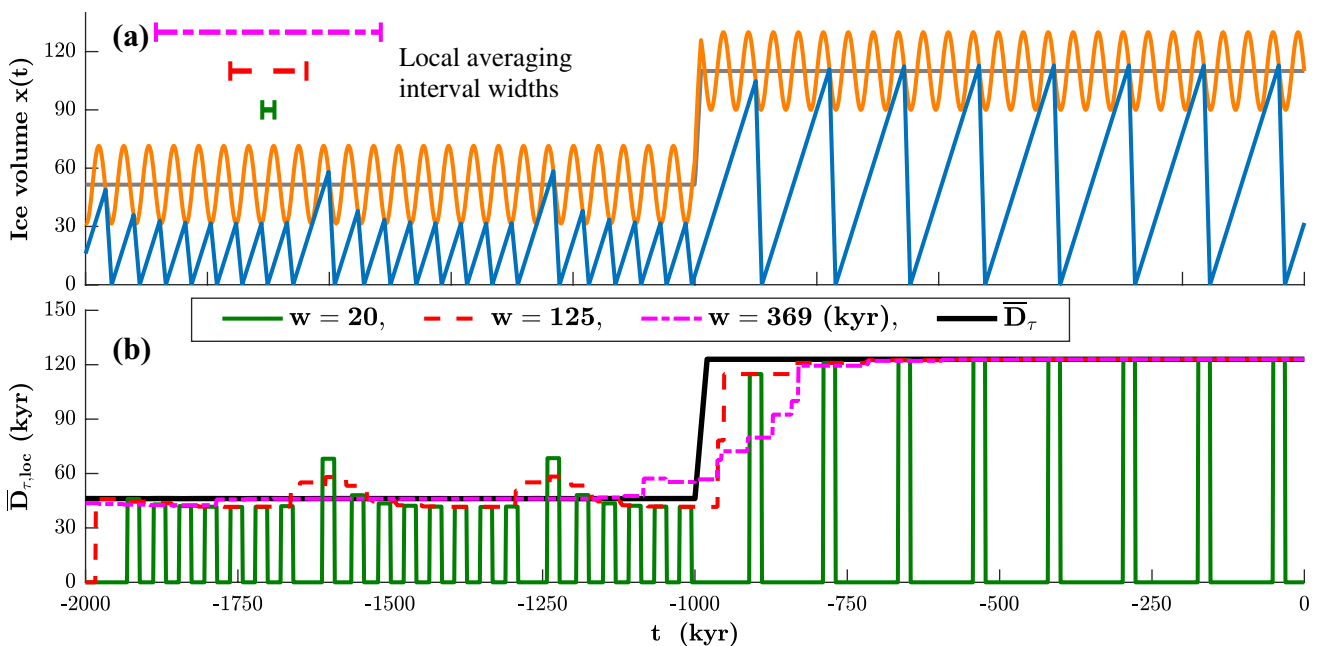 (a)
Local averaging
interval widths
Ice volume x(t)
120
90
60
30
0
w = 20, w = 125, w = 369 (kyr), D̅τ
(b)
D̅τ,loc (kyr)
150
120
90
60
30
0
-2000 -1750 -1500 -1250 -1000 -750 -500 -250 0
t (kyr)